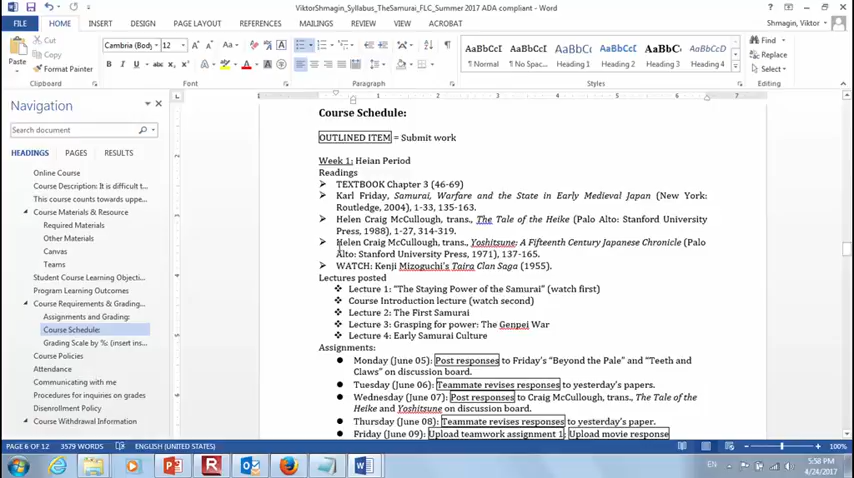 ViktorShmagin_Syllabus_TheSamurai_FLC_Summer 2017 ADA compliant - Word
FILE HOME INSERT DESIGN PAGE LAYOUT REFERENCES MAILINGS REVIEW VIEW ACROBAT Shmagin, Viktor
Paste Cut Copy Format Painter Cambria (Body) 12 Find Replace Select
AaBbCcI AaBbCcI AaBbC AaBbCcI AaBbC AaBbCcD
¶ Normal ¶ No Spac... Heading 1 Heading 2 Heading 3 Heading 4
Clipboard Font Paragraph Styles Editing
Navigation
Search document
HEADINGS PAGES RESULTS
Online Course
Course Description: It is difficult t...
This course counts towards upper...
Course Materials & Resource
Required Materials
Other Materials
Canvas
Teams
Student Course Learning Objectiv...
Program Learning Outcomes
Course Requirements & Grading...
Assignments and Grading:
Course Schedule:
Grading Scale by %: (insert ins...
Course Policies
Attendance
Communicating with me
Procedures for inquiries on grades
Disenrollment Policy
Course Withdrawal Information
Course Schedule:
OUTLINED ITEM = Submit work
Week 1: Heian Period
Readings
TEXTBOOK Chapter 3 (46-69)
Karl Friday, Samurai, Warfare and the State in Early Medieval Japan (New York:
Routledge, 2004), 1-33, 135-163.
Helen Craig McCullough, trans., The Tale of the Heike (Palo Alto: Stanford University
Press, 1988), 1-27, 314-319.
Helen Craig McCullough, trans., Yoshitsune: A Fifteenth Century Japanese Chronicle (Palo
Alto: Stanford University Press, 1971), 137-165.
WATCH: Kenji Mizoguchi's Taira Clan Saga (1955).
Lectures posted
Lecture 1: "The Staying Power of the Samurai" (watch first)
Course Introduction lecture (watch second)
Lecture 2: The First Samurai
Lecture 3: Grasping for power: The Genpei War
Lecture 4: Early Samurai Culture
Assignments:
Monday (June 05): Post responses to Friday's "Beyond the Pale" and "Teeth and
Claws" on discussion board.
Tuesday (June 06): Teammate revises responses to yesterday's papers.
Wednesday (June 07): Post responses to Craig McCullough, trans., The Tale of the
Heike and Yoshitsune on discussion board.
Thursday (June 08): Teammate revises responses to yesterday's paper.
Friday (June 09): Upload teamwork assignment 1; Upload movie response
PAGE 6 OF 12 3579 WORDS ENGLISH (UNITED STATES) 100%
EN 5:58 PM
4/24/2017